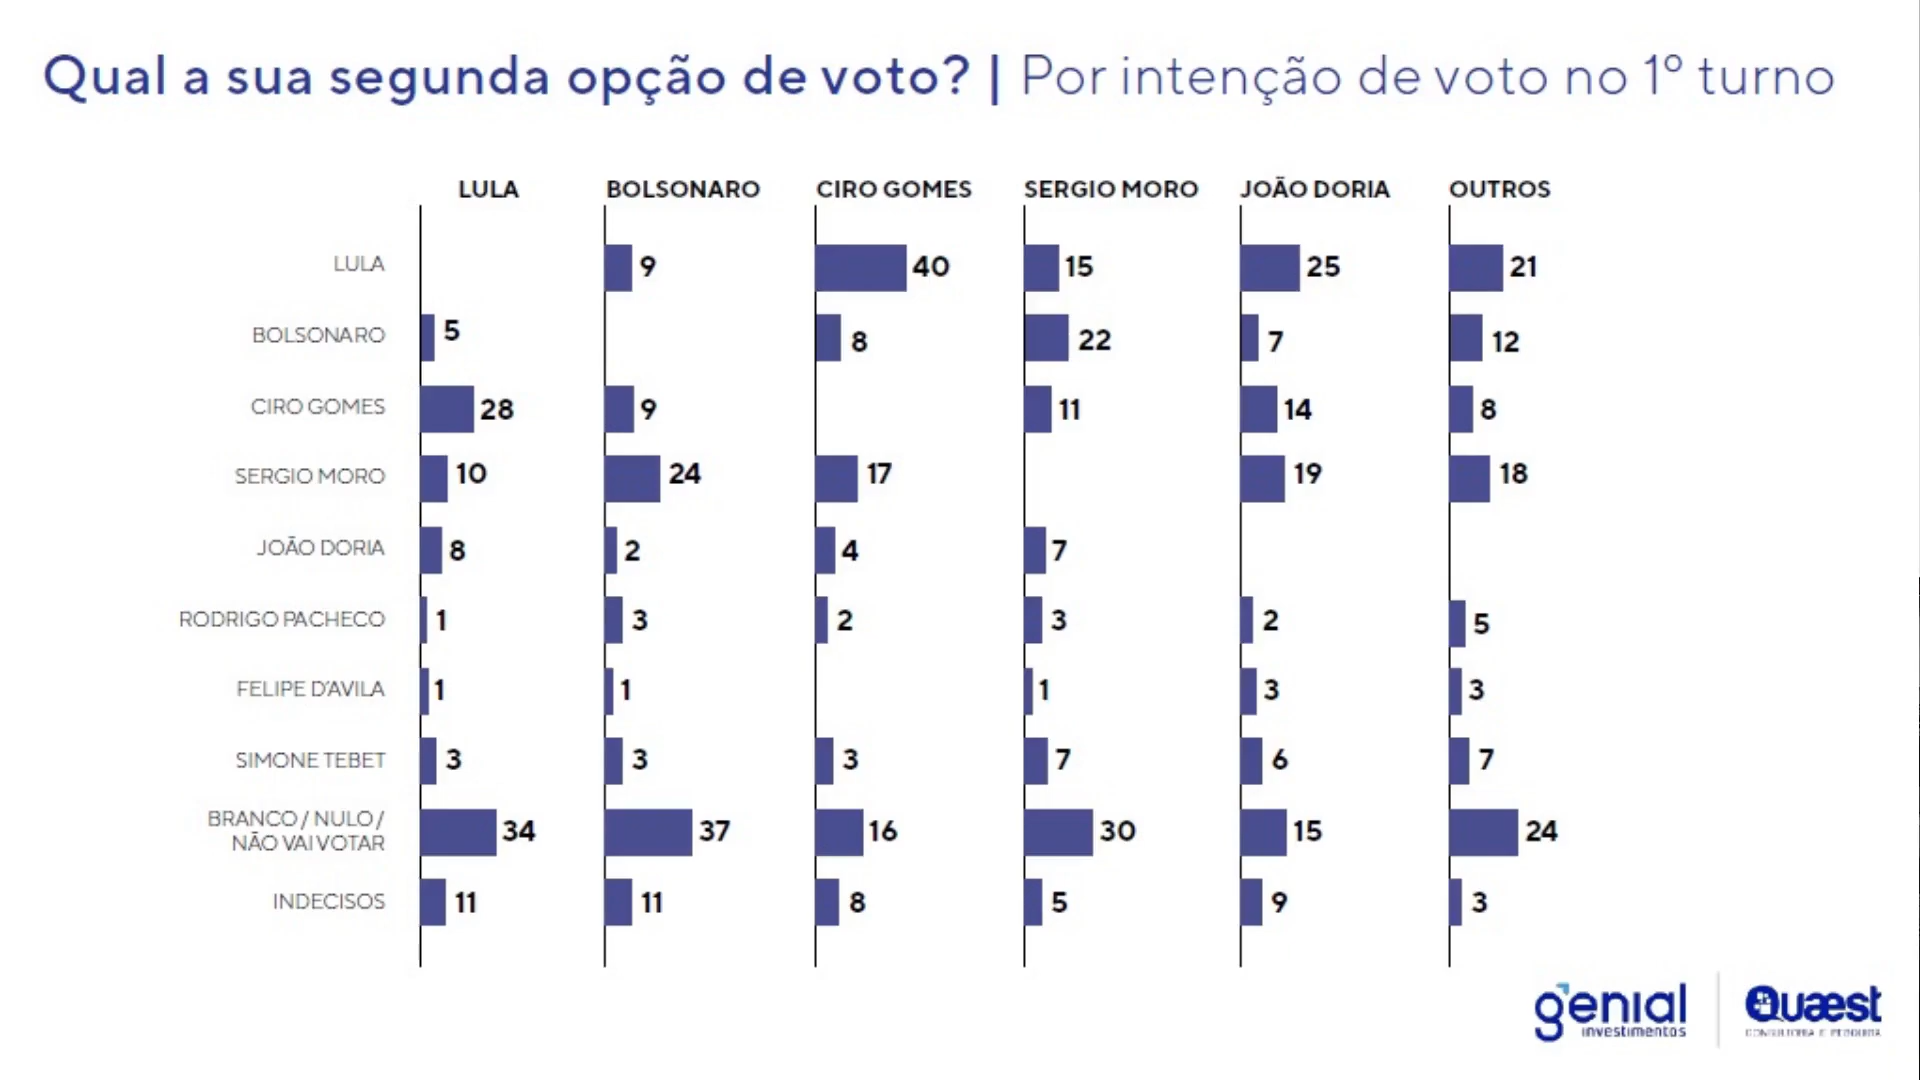 Qual a sua segunda opção de voto? | Por intenção de voto no 1º turno
LULA BOLSONARO CIRO GOMES SERGIO MORO JOÃO DORIA OUTROS
LULA 9 40 15 25 21
BOLSONARO 5 8 22 7 12
CIRO GOMES 28 9 11 14 8
SERGIO MORO 10 24 17 19 18
JOÃO DORIA 8 2 4 7
RODRIGO PACHECO 1 3 2 3 2 5
FELIPE D'AVILA 1 1 1 3 3
SIMONE TEBET 3 3 3 7 6 7
BRANCO / NULO /
NÃO VAI VOTAR 34 37 16 30 15 24
INDECISOS 11 11 8 5 9 3
genial
investimentos
Quæst
CONSULTORIA E PESQUISA